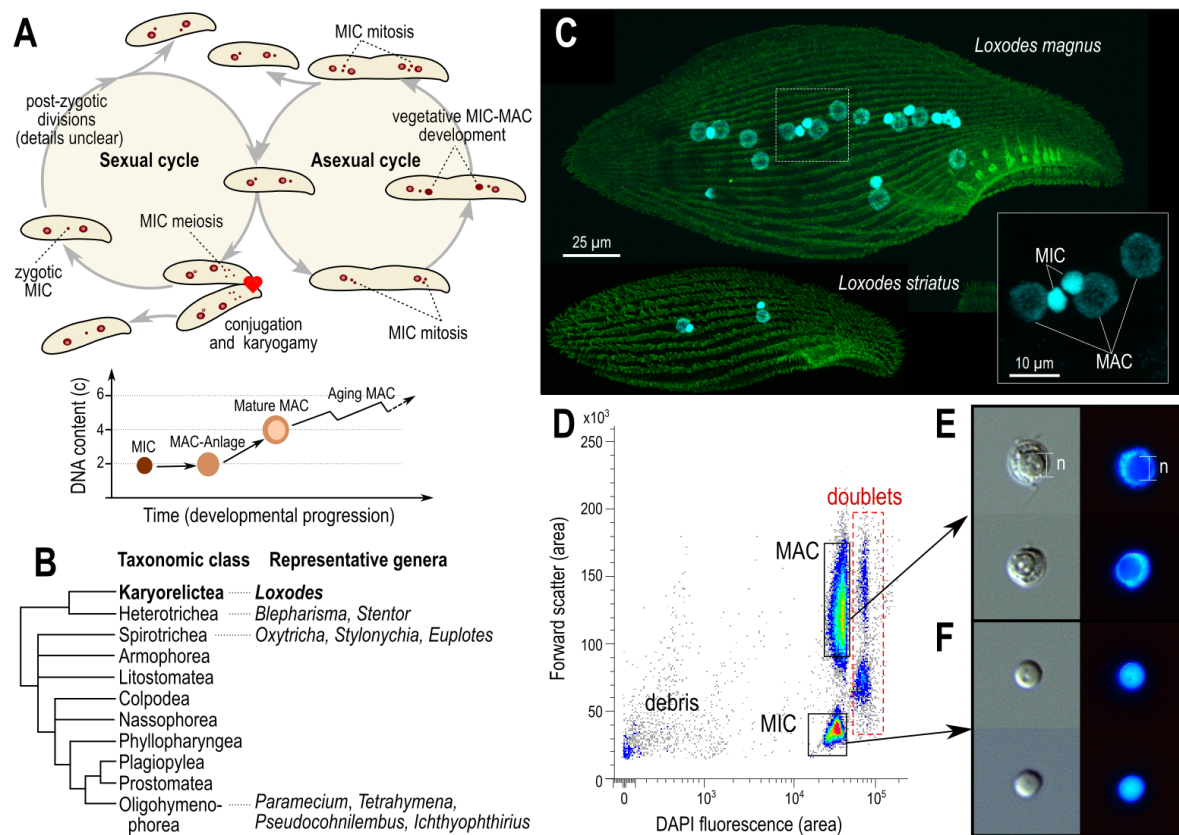 A
MIC mitosis
post-zygotic
divisions
(details unclear)
vegetative MIC-MAC
development
Sexual cycle
Asexual cycle
MIC meiosis
zygotic
MIC
conjugation
and karyogamy
MIC mitosis
DNA content (c)
6
4
2
MIC
MAC-Anlage
Mature MAC
Aging MAC
Time (developmental progression)
B
Taxonomic class
Representative genera
Karyorelictea
Loxodes
Heterotrichea
Blepharisma, Stentor
Spirotrichea
Oxytricha, Stylonychia, Euplotes
Armophorea
Litostomatea
Colpodea
Nassophorea
Phyllopharyngea
Plagiopylea
Prostomatea
Oligohymeno-
phorea
Paramecium, Tetrahymena,
Pseudocohnilembus, Ichthyophthirius
C
Loxodes magnus
25 µm
Loxodes striatus
MIC
MAC
10 µm
D
x10³
250
200
150
100
50
0
Forward scatter (area)
doublets
MAC
debris
MIC
0
10³
10⁴
10⁵
DAPI fluorescence (area)
E
n
n
F